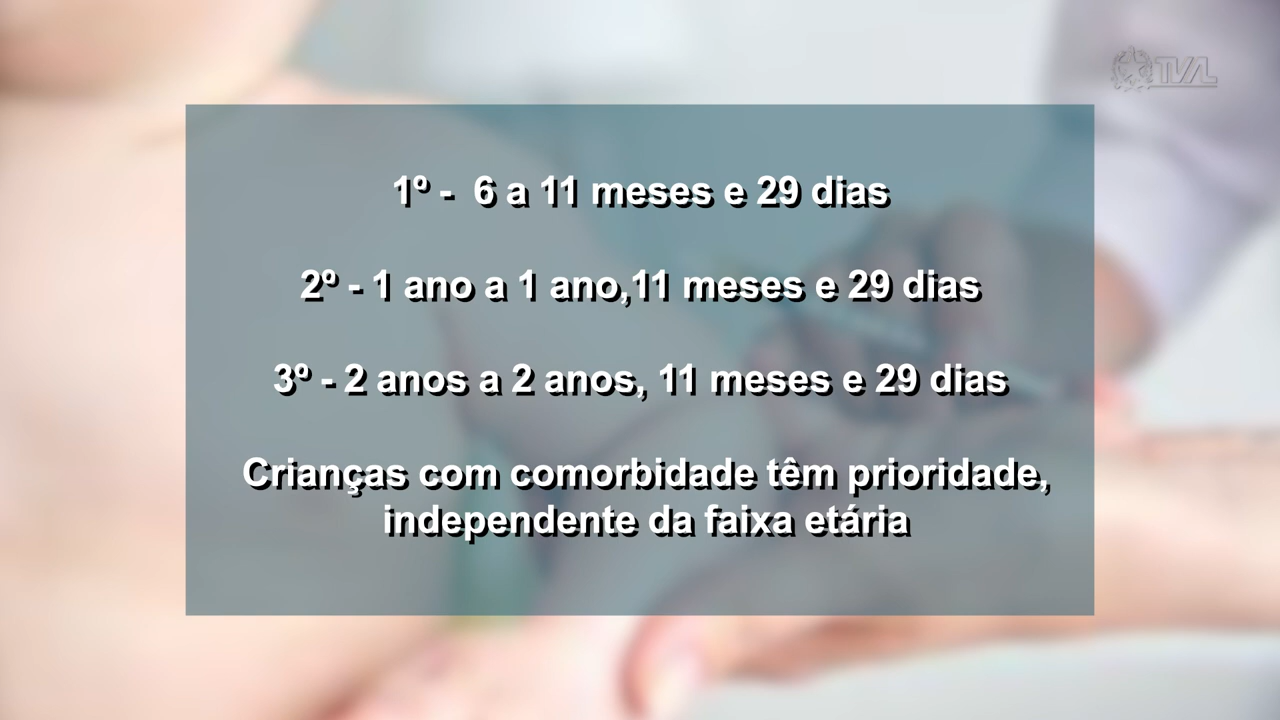 TVAL
1º - 6 a 11 meses e 29 dias
2º - 1 ano a 1 ano,11 meses e 29 dias
3º - 2 anos a 2 anos, 11 meses e 29 dias
Crianças com comorbidade têm prioridade,
independente da faixa etária